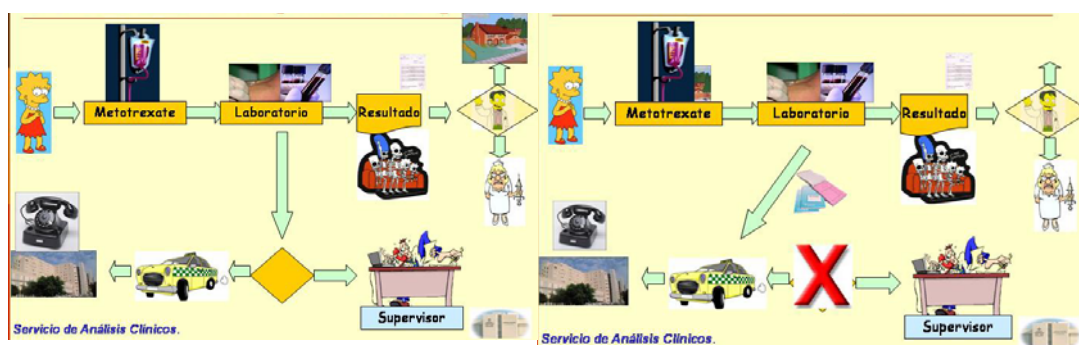 Metotrexate
Laboratorio
Resultado
Supervisor
Servicio de Análisis Clínicos.
Metotrexate
Laboratorio
Resultado
X
Supervisor
Servicio de Análisis Clínicos.